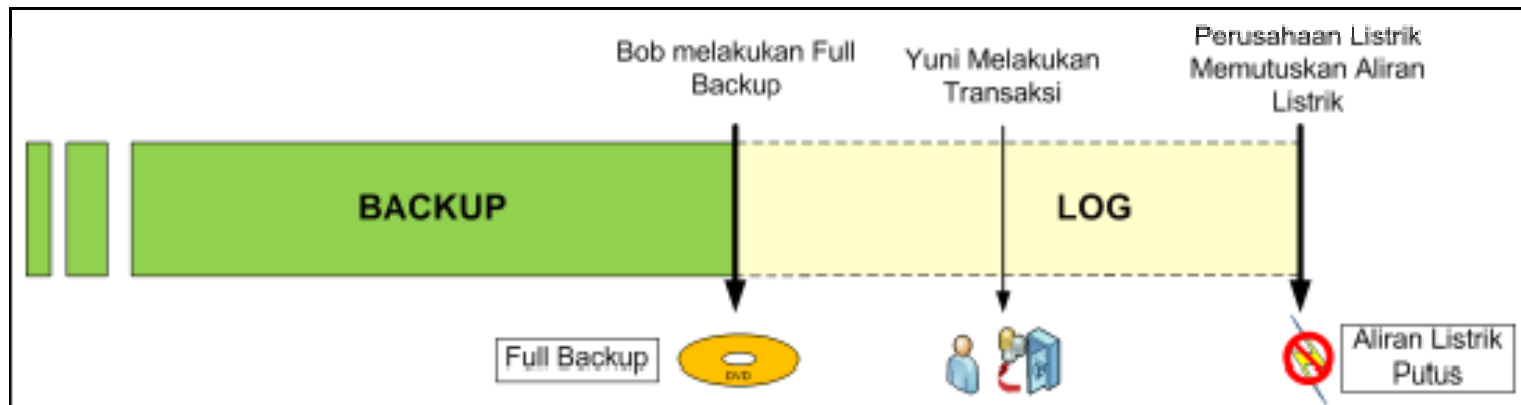 Bob melakukan Full
Backup
Yuni Melakukan
Transaksi
Perusahaan Listrik
Memutuskan Aliran
Listrik
BACKUP
LOG
Full Backup
DVD
Aliran Listrik
Putus